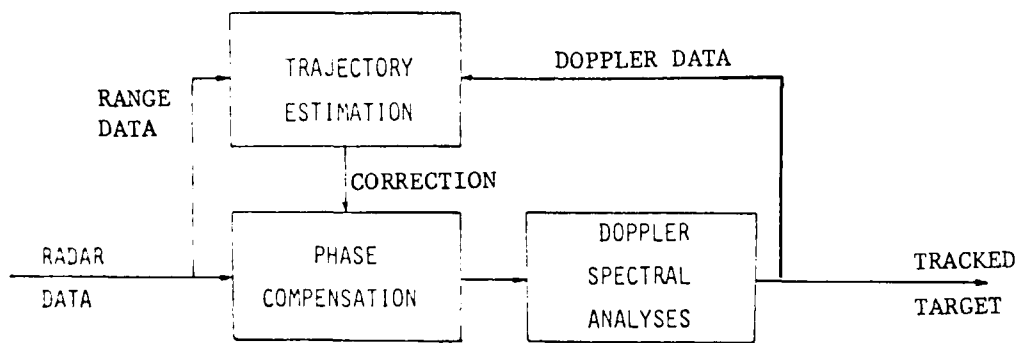 TRAJECTORY
ESTIMATION
DOPPLER DATA
RANGE
DATA
CORRECTION
RADAR
DATA
PHASE
COMPENSATION
DOPPLER
SPECTRAL
ANALYSES
TRACKED
TARGET